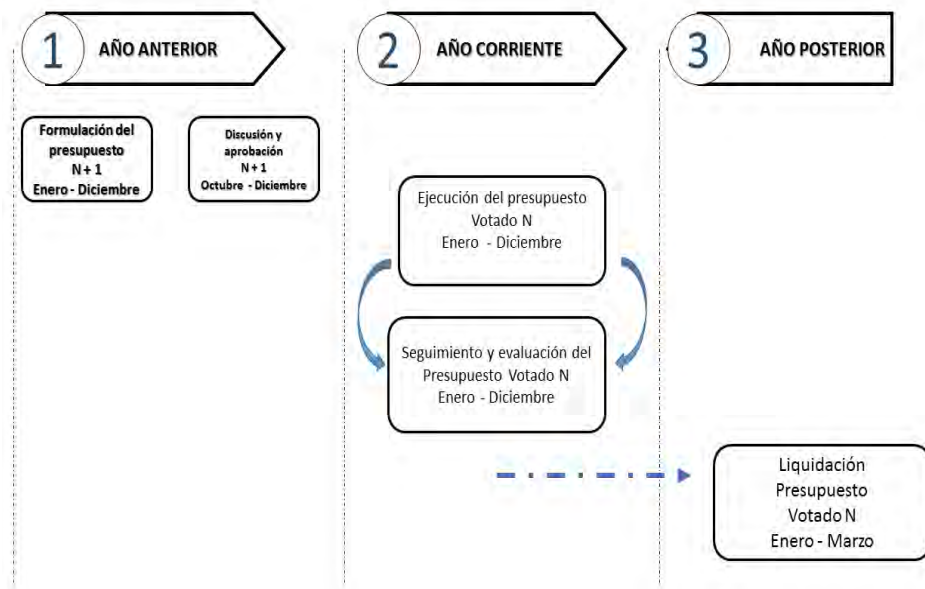 1
AÑO ANTERIOR
2
AÑO CORRIENTE
3
AÑO POSTERIOR
Formulación del
presupuesto
N + 1
Enero - Diciembre
Discusión y
aprobación
N + 1
Octubre - Diciembre
Ejecución del presupuesto
Votado N
Enero - Diciembre
Seguimiento y evaluación del
Presupuesto Votado N
Enero - Diciembre
Liquidación
Presupuesto
Votado N
Enero - Marzo